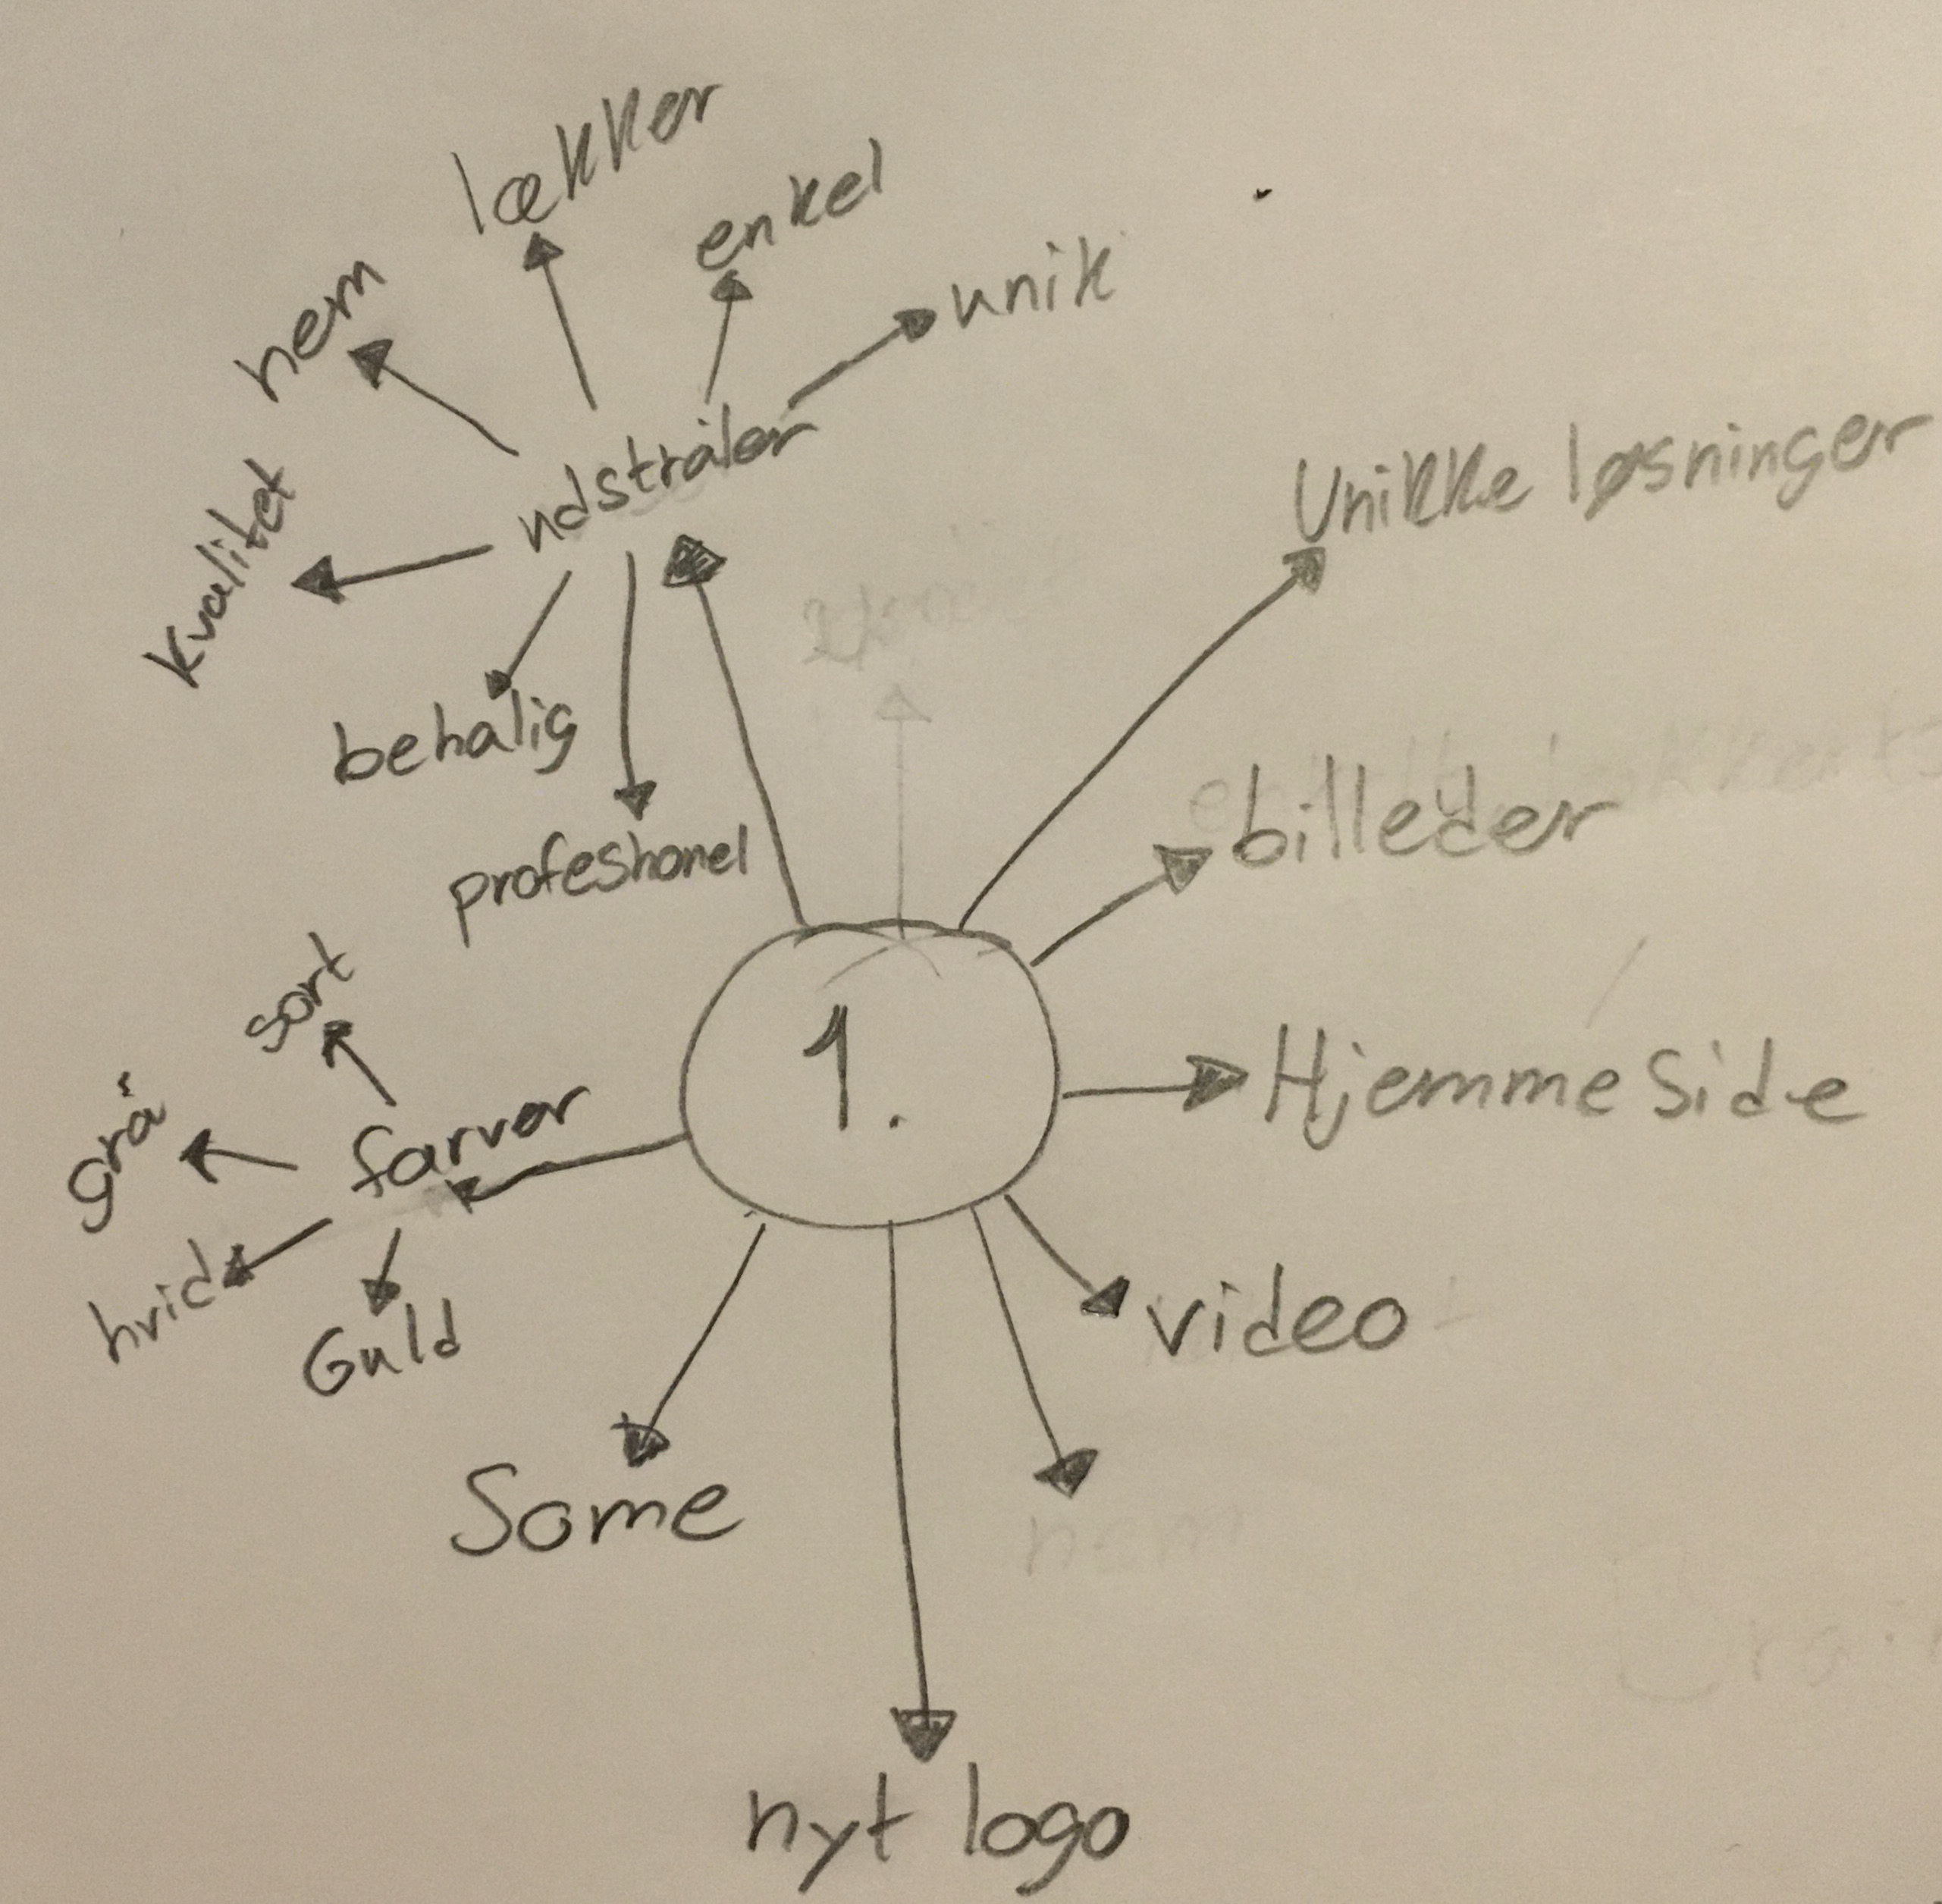 lækker
enkel
unik
hem
udstråler
kvalitet
behalig
profeshonel
Unikke løsninger
billeder
1.
HjemmeSide
video
sort
farver
grå
hvid
Guld
Some
nem
nyt logo